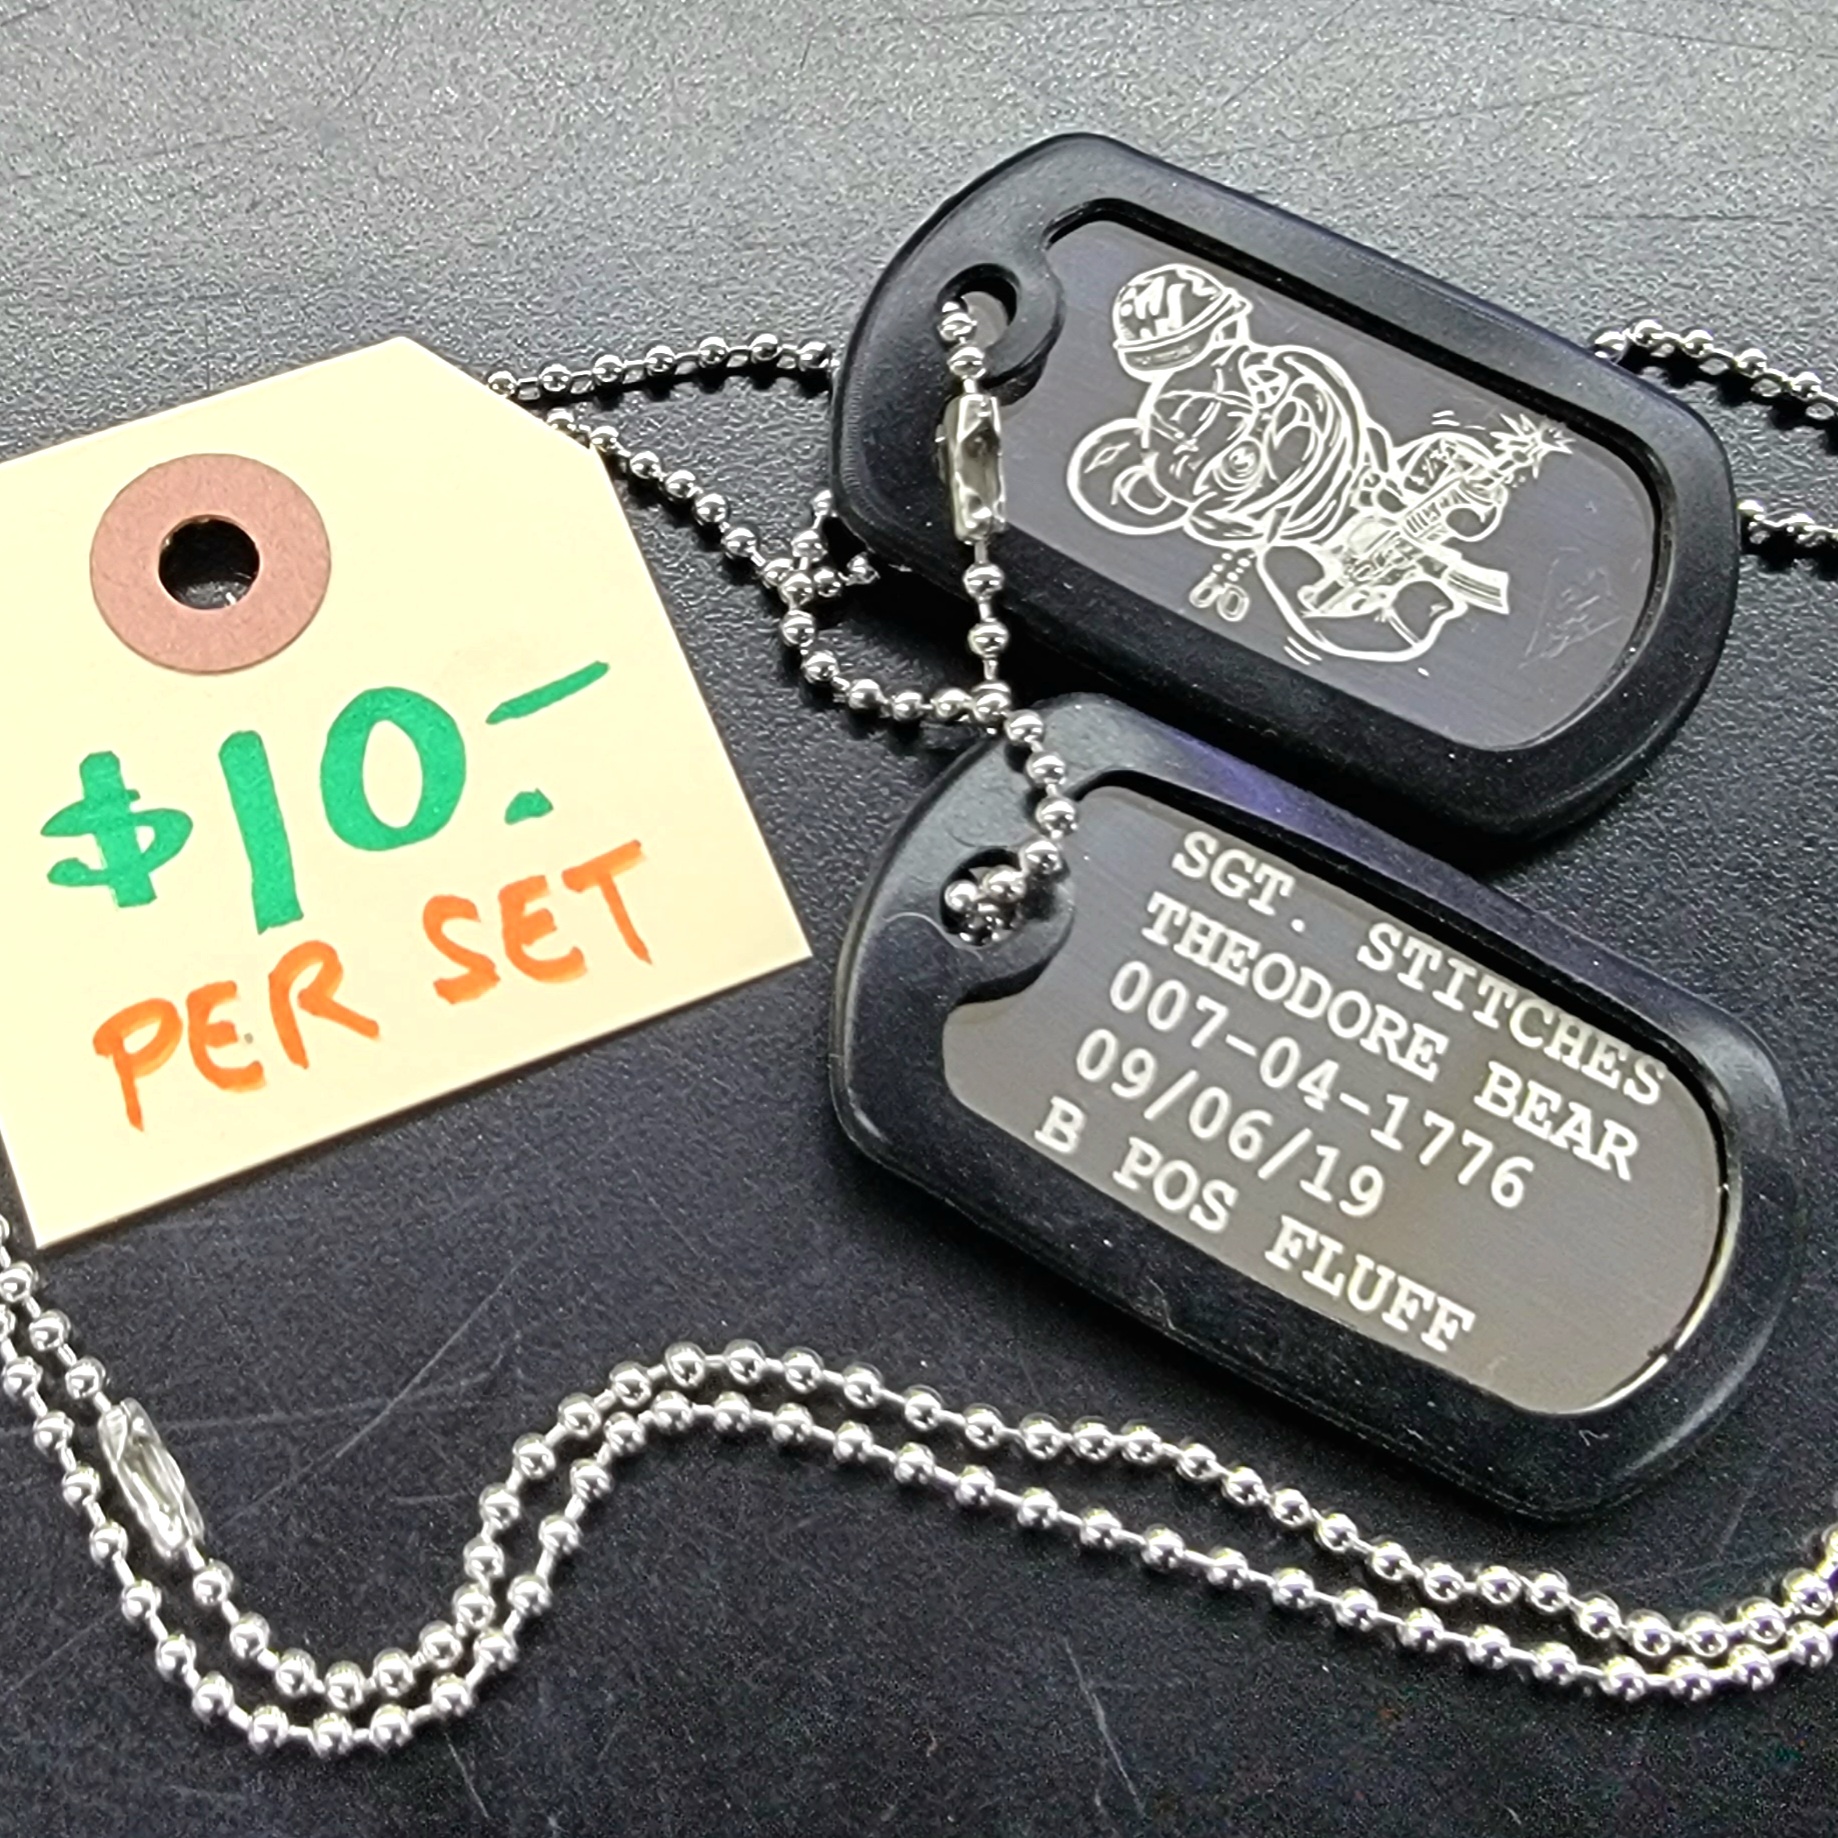 $10.-
PER SET
SGT. STITCHES
THEODORE BEAR
007-04-1776
09/06/19
B POS FLUFF